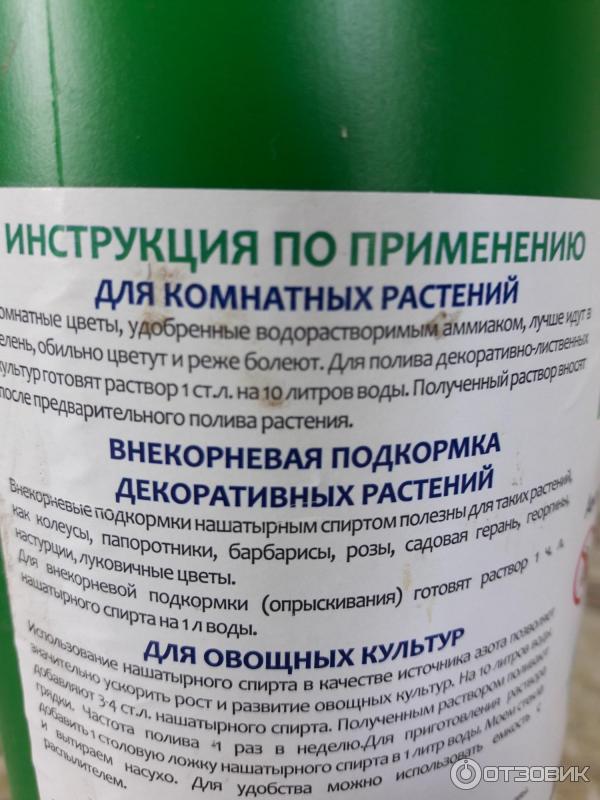 ИНСТРУКЦИЯ ПО ПРИМЕНЕНИЮ
ДЛЯ КОМНАТНЫХ РАСТЕНИЙ
омнатные цветы, удобренные водорастворимым аммиаком, лучше идут в
елень, обильно цветут и реже болеют. Для полива декоративно-лиственных
культур готовят раствор 1 ст.л. на 10 литров воды. Полученный раствор вносят
после предварительного полива растения.
ВНЕКОРНЕВАЯ ПОДКОРМКА
ДЕКОРАТИВНЫХ РАСТЕНИЙ
Внекорневые подкормки нашатырным спиртом полезны для таких растений,
как колеусы, папоротники, барбарисы, розы, садовая герань, георгины,
настурции, луковичные цветы.
Для внекорневой подкормки (опрыскивания) готовят раствор 1 ч. л.
нашатырного спирта на 1 л воды.
ДЛЯ ОВОЩНЫХ КУЛЬТУР
Использование нашатырного спирта в качестве источника азота позволяет
значительно ускорить рост и развитие овощных культур. На 10 литров воды
добавляют 3-4 ст.л. нашатырного спирта. Полученным раствором поливают
грядки. Частота полива 1 раз в неделю.Для приготовления раствора
добавить 1 столовую ложку нашатырного спирта в 1 литр воды. Моем стекла
и вытираем насухо. Для удобства можно использовать емкость с
распылителем.
ОТЗОВИК